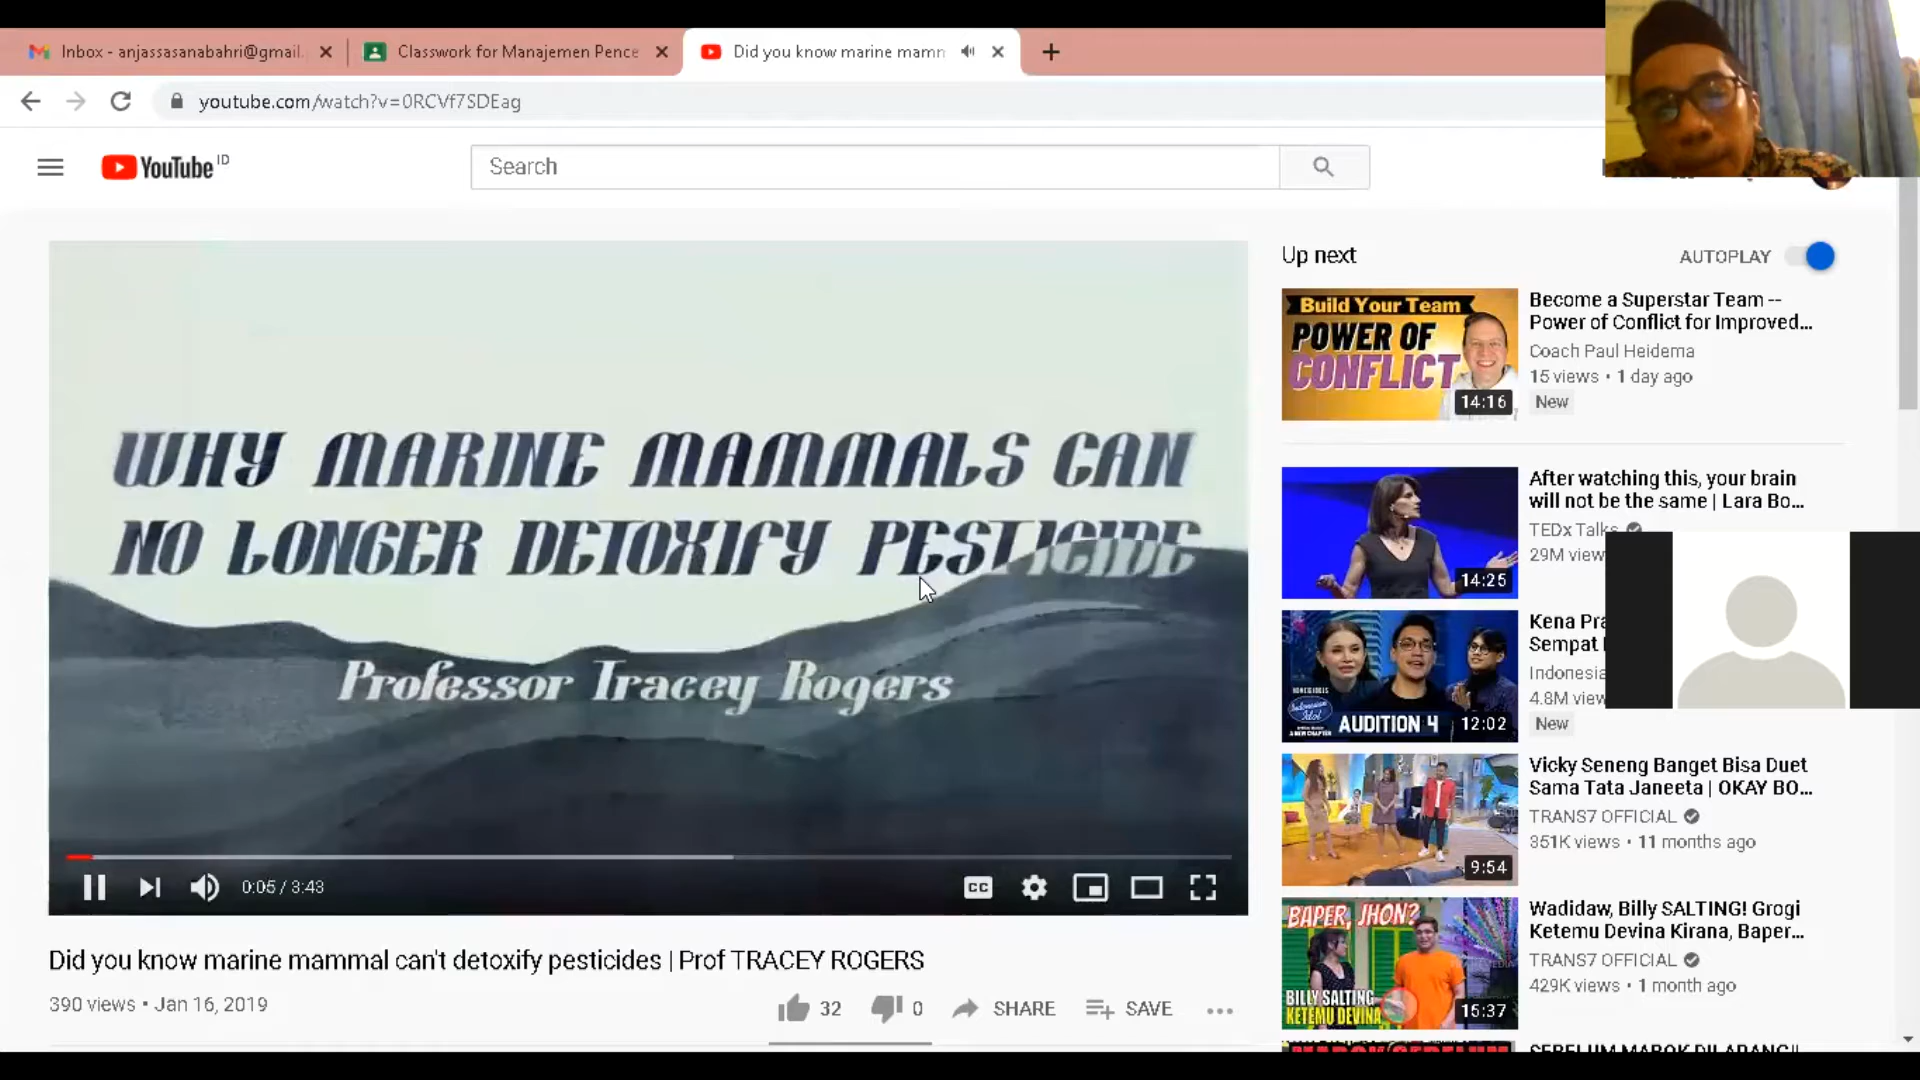 Inbox - anjassasanabahri@gmail.
Classwork for Manajemen Pence
Did you know marine mamm
youtube.com/watch?v=0RCVf7SDEag
YouTube ID
Search
WHY MARINE MAMMALS CAN
NO LONGER DETOXIFY PESTICIDE
Professor Tracey Rogers
0:05 / 3:43
CC
Did you know marine mammal can't detoxify pesticides | Prof TRACEY ROGERS
390 views • Jan 16, 2019
32
0
SHARE
SAVE
Up next
AUTOPLAY
Build Your Team
POWER OF
CONFLICT
14:16
Become a Superstar Team --
Power of Conflict for Improved...
Coach Paul Heidema
15 views • 1 day ago
New
14:25
After watching this, your brain
will not be the same | Lara Bo...
TEDx Talks
29M view
AUDITION 4
12:02
Kena Pra
Sempat
Indonesia
4.8M view
New
9:54
Vicky Seneng Banget Bisa Duet
Sama Tata Janeeta | OKAY BO...
TRANS7 OFFICIAL
351K views • 11 months ago
BAPER, JHON?
BILLY SALTING
KETEMU DEVINA
15:37
Wadidaw, Billy SALTING! Grogi
Ketemu Devina Kirana, Baper...
TRANS7 OFFICIAL
429K views • 1 month ago